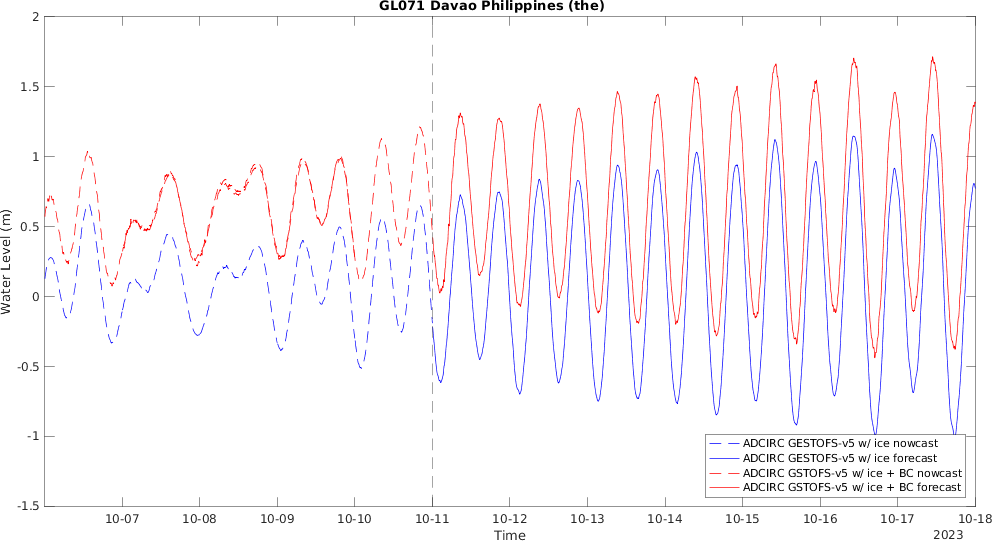 GL071 Davao Philippines (the)
2
1.5
1
0.5
0
-0.5
-1
-1.5
Water Level (m)
ADCIRC GESTOFS-v5 w/ ice nowcast
ADCIRC GESTOFS-v5 w/ ice forecast
ADCIRC GSTOFS-v5 w/ ice + BC nowcast
ADCIRC GSTOFS-v5 w/ ice + BC forecast
10-07 10-08 10-09 10-10 10-11 10-12 10-13 10-14 10-15 10-16 10-17 10-18
Time
2023